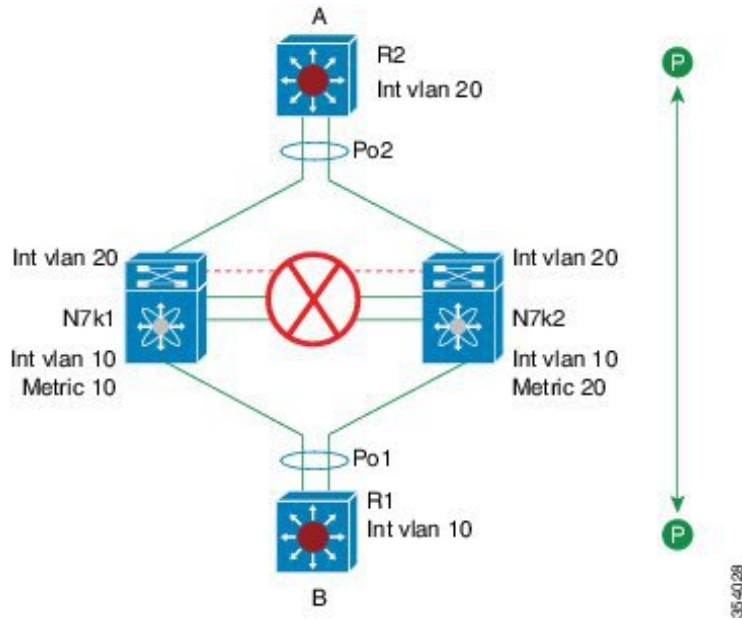 A
R2
Int vlan 20
P
Po2
Int vlan 20
Int vlan 20
N7k1
N7k2
Int vlan 10
Metric 10
Int vlan 10
Metric 20
Po1
R1
Int vlan 10
P
B
354028